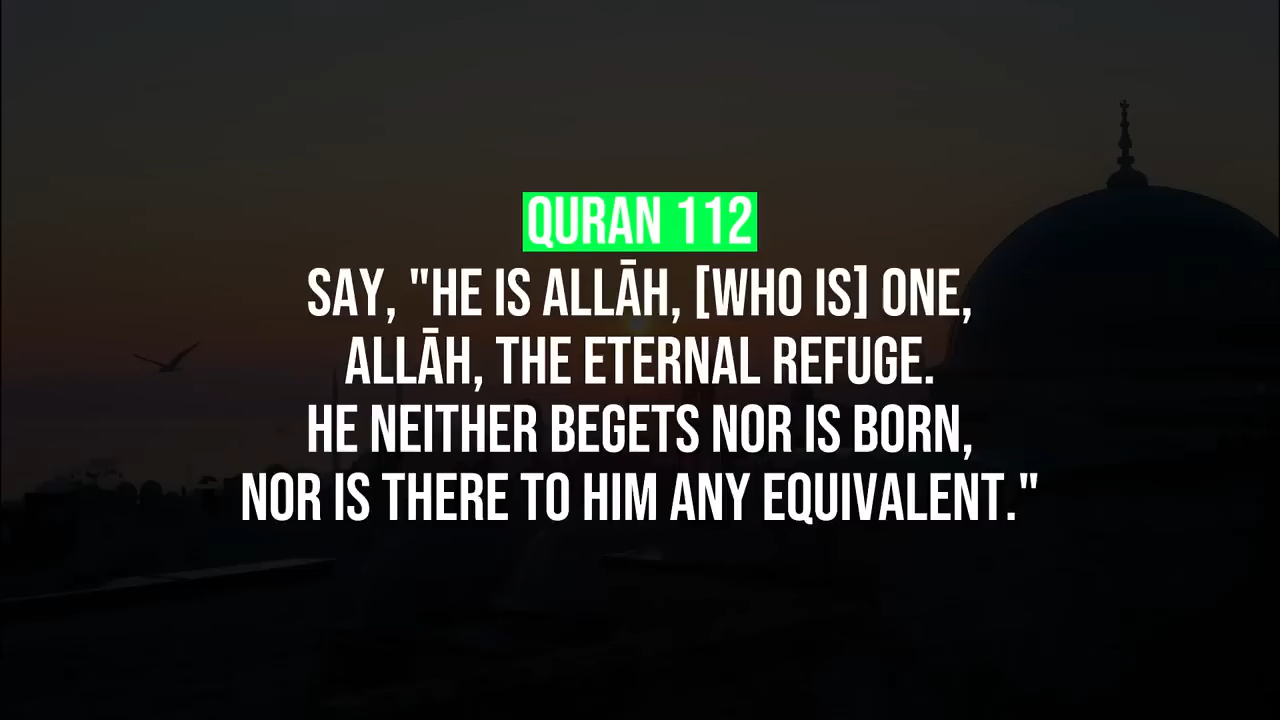 QURAN 112
SAY, "HE IS ALLĀH, [WHO IS] ONE,
ALLĀH, THE ETERNAL REFUGE.
HE NEITHER BEGETS NOR IS BORN,
NOR IS THERE TO HIM ANY EQUIVALENT."